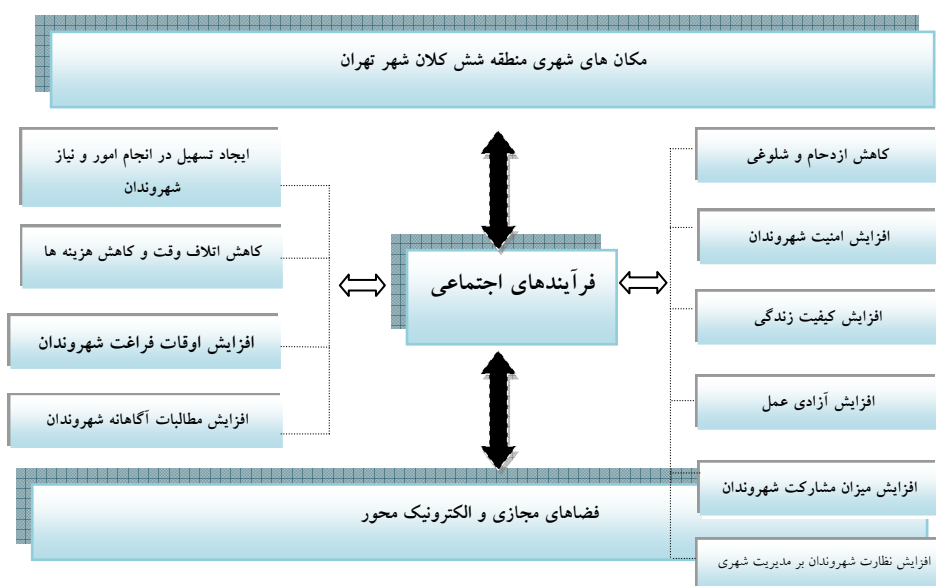 مکان های شهری منطقه شش کلان شهر تهران
کاهش ازدحام و شلوغی
افزایش امنیت شهروندان
افزایش کیفیت زندگی
افزایش آزادی عمل
افزایش میزان مشارکت شهروندان
افزایش نظارت شهروندان بر مدیریت شهری
فرآیندهای اجتماعی
ایجاد تسهیل در انجام امور و نیاز
شهروندان
کاهش اتلاف وقت و کاهش هزینه ها
افزایش اوقات فراغت شهروندان
افزایش مطالبات آگاهانه شهروندان
فضاهای مجازی و الکترونیک محور